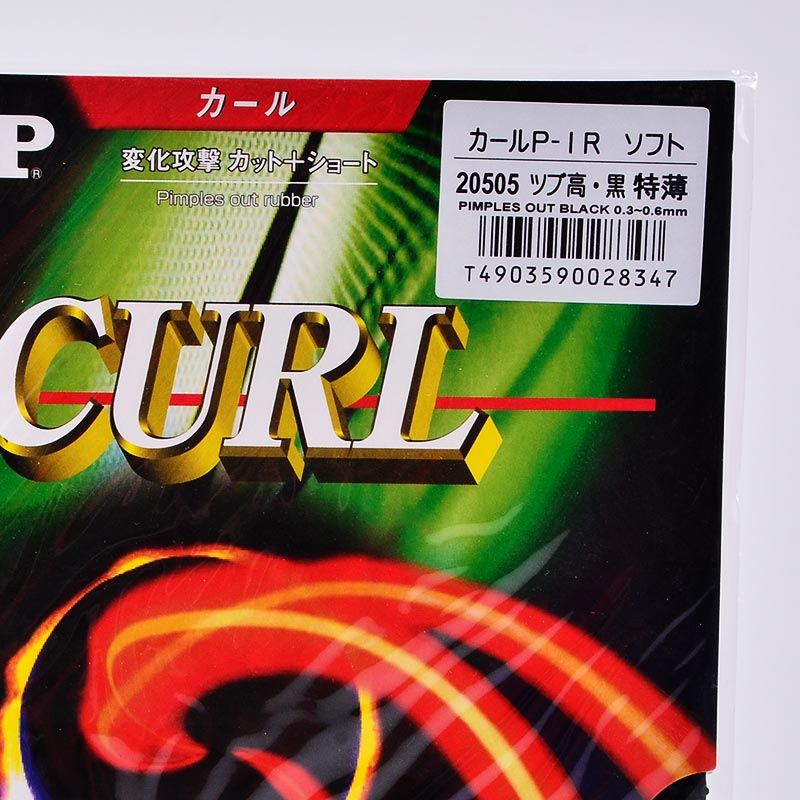 カール
P®
変化攻撃 カット+ショート
Pimples out rubber
CURL
カールP-1R ソフト
20505 ツブ高・黒 特薄
PIMPLES OUT BLACK 0.3~0.6mm
T4903590028347